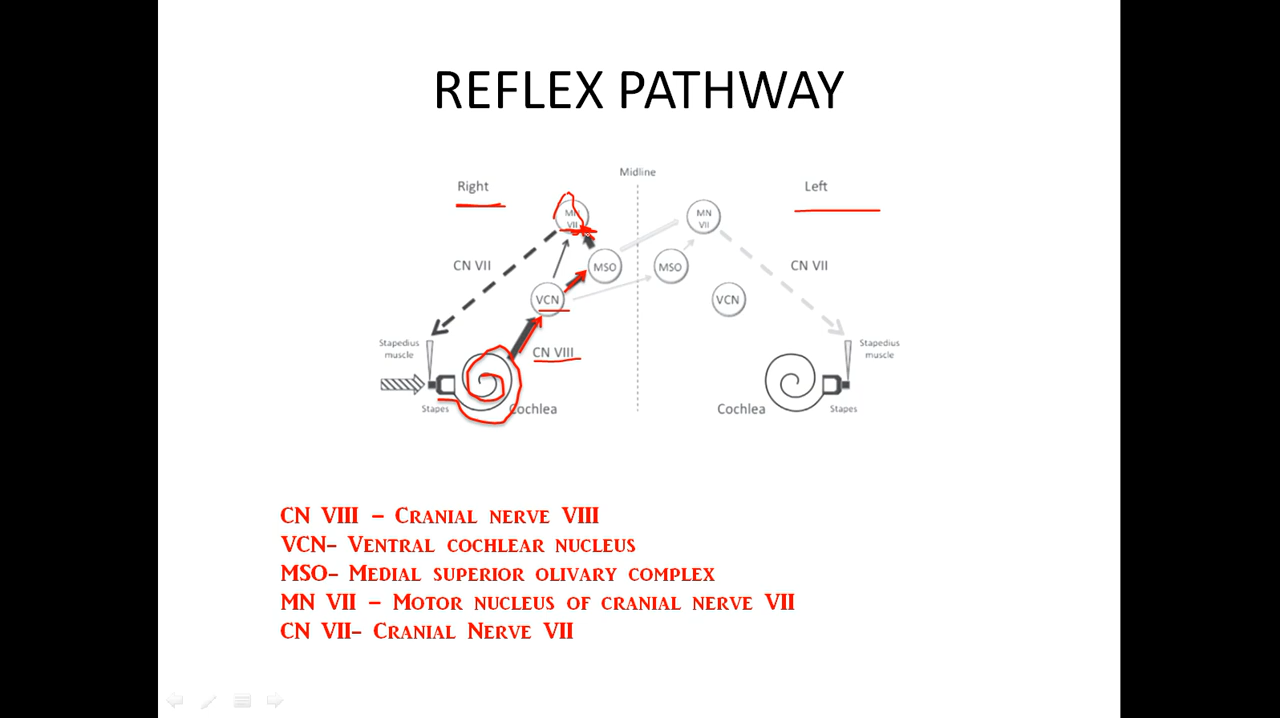 REFLEX PATHWAY
Midline
Right
Left
MN
VII
MN
VII
CN VII
MSO
MSO
CN VII
VCN
VCN
Stapedius
muscle
CN VIII
Stapedius
muscle
Stapes
Cochlea
Cochlea
Stapes
CN VIII – Cranial nerve VIII
VCN– Ventral cochlear nucleus
MSO– Medial superior olivary complex
MN VII – Motor nucleus of cranial nerve VII
CN VII– Cranial Nerve VII